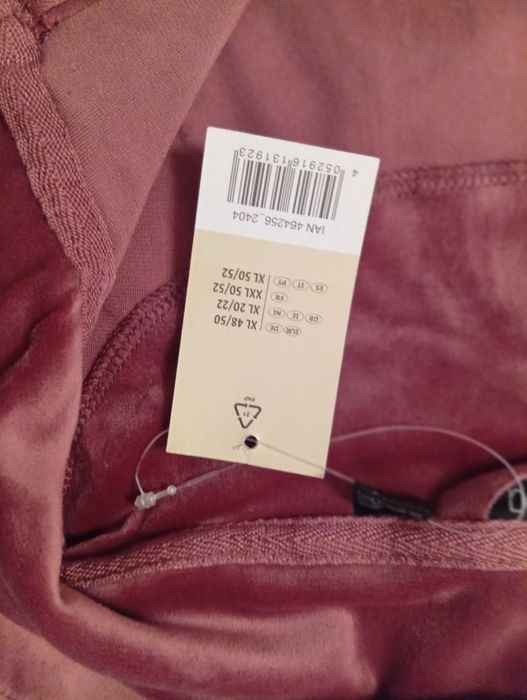 21
PAP
EUR DE XL 48/50
GB IE NI XL 20/22
FR XXL 50/52
ES IT PT XL 50/52
IAN 464256_2404
4 052916 131923